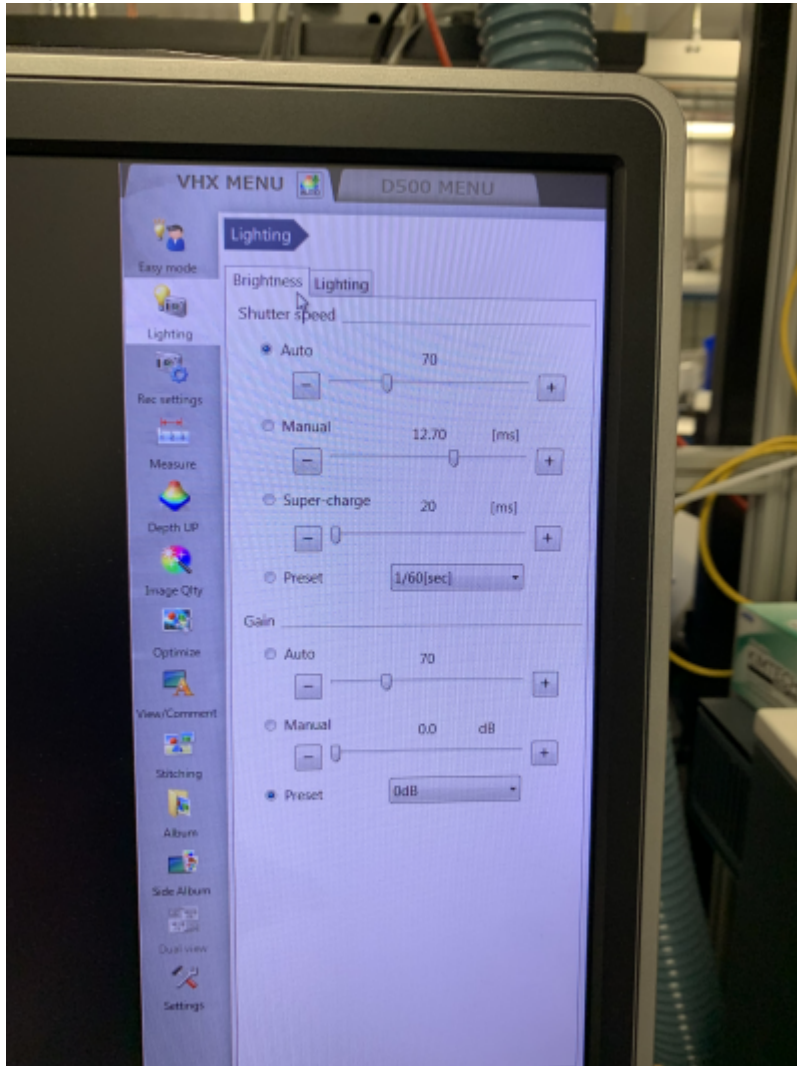 VHX MENU
D500 MENU
Easy mode
Lighting
Rec settings
Measure
Depth UP
Image Qlty
Optimize
View/Comment
Stitching
Album
Side Album
Dual view
Settings
Lighting
Brightness Lighting
Shutter speed
Auto 70
- +
Manual 12.70 [ms]
- +
Super-charge 20 [ms]
- +
Preset 1/60[sec]
Gain
Auto 70
- +
Manual 0.0 dB
- +
Preset 0dB